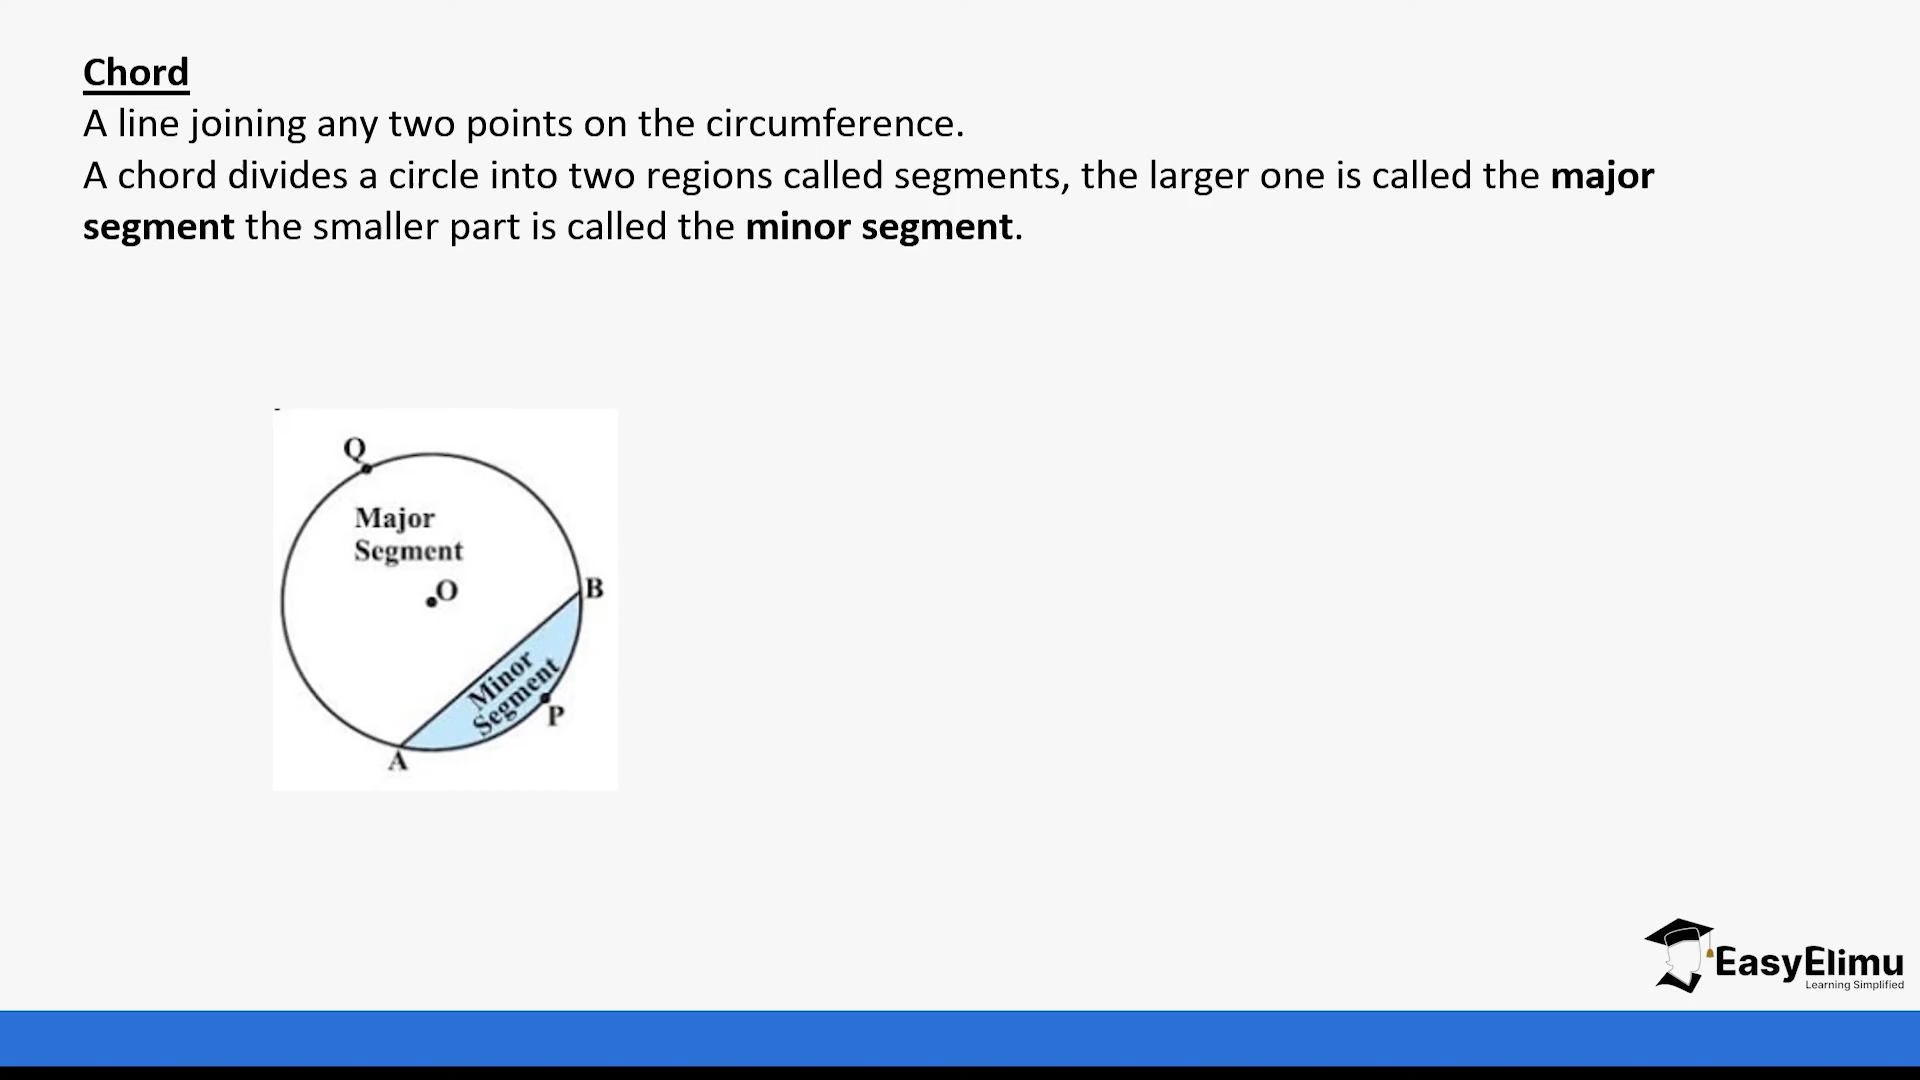 Chord
A line joining any two points on the circumference.
A chord divides a circle into two regions called segments, the larger one is called the major
segment the smaller part is called the minor segment.
Q
Major
Segment
O
B
Minor
Segment
P
A
EasyElimu
Learning Simplified